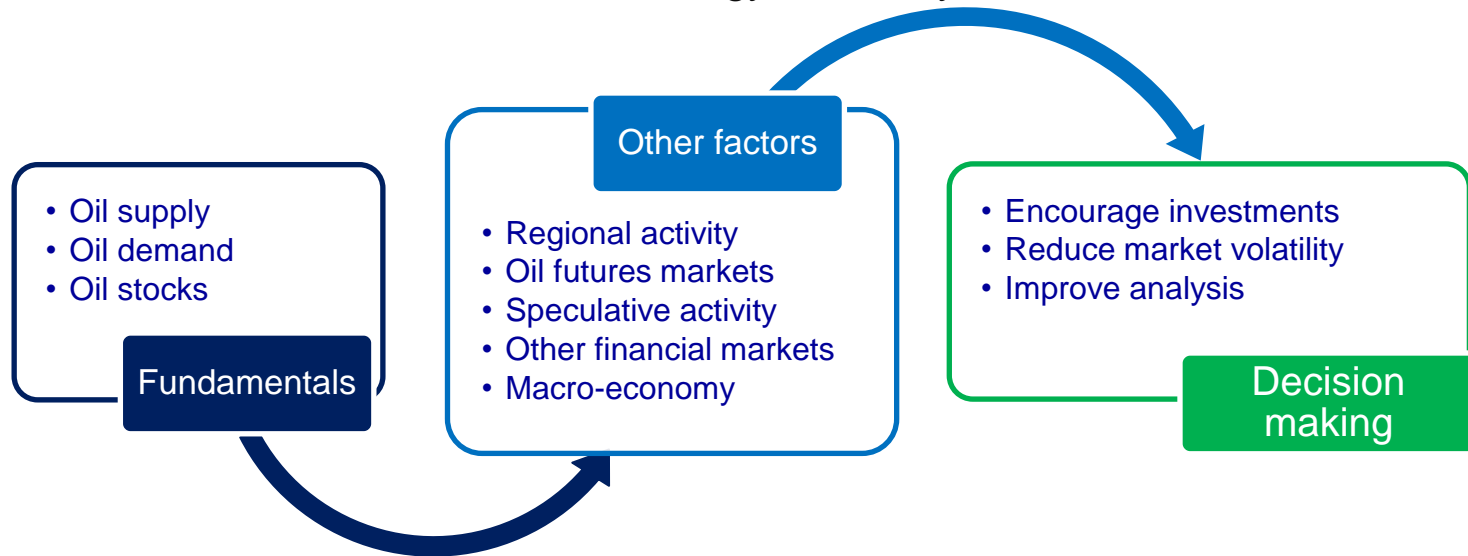 • Oil supply
• Oil demand
• Oil stocks
Fundamentals
Other factors
• Regional activity
• Oil futures markets
• Speculative activity
• Other financial markets
• Macro-economy
• Encourage investments
• Reduce market volatility
• Improve analysis
Decision
making